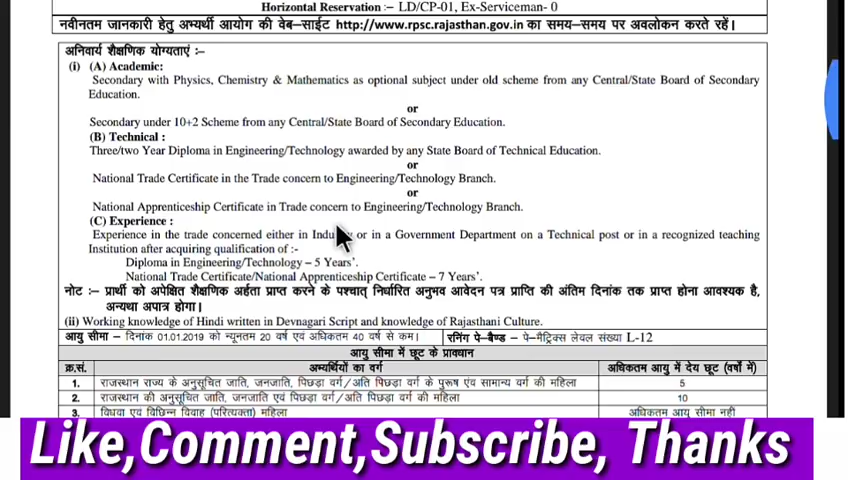 Horizontal Reservation :– LD/CP-01, Ex-Serviceman- 0
नवीनतम जानकारी हेतु अभ्यर्थी आयोग की वेब–साईट http://www.rpsc.rajasthan.gov.in का समय–समय पर अवलोकन करते रहें।
अनिवार्य शैक्षणिक योग्यताएं :–
(i) (A) Academic:
Secondary with Physics, Chemistry & Mathematics as optional subject under old scheme from any Central/State Board of Secondary
Education.
or
Secondary under 10+2 Scheme from any Central/State Board of Secondary Education.
(B) Technical :
Three/two Year Diploma in Engineering/Technology awarded by any State Board of Technical Education.
or
National Trade Certificate in the Trade concern to Engineering/Technology Branch.
or
National Apprenticeship Certificate in Trade concern to Engineering/Technology Branch.
(C) Experience :
Experience in the trade concerned either in or in a Government Department on a Technical post or in a recognized teaching
Institution after acquiring qualification of :-
Diploma in Engineering/Technology – 5 Years'.
National Trade Certificate/National Apprenticeship Certificate – 7 Years'.
नोट :– प्रार्थी को अपेक्षित शैक्षणिक अर्हता प्राप्त करने के पश्चात् निर्धारित अनुभव आवेदन पत्र प्राप्ति की अंतिम दिनांक तक प्राप्त होना आवश्यक है,
अन्यथा अपात्र होगा।
(ii) Working knowledge of Hindi written in Devnagari Script and knowledge of Rajasthani Culture.
आयु सीमा – दिनांक 01.01.2019 को न्यूनतम 20 वर्ष एवं अधिकतम 40 वर्ष से कम। रनिंग पे–बैण्ड – पे–मैट्रिक्स लेवल संख्या L-12
आयु सीमा में छूट के प्रावधान
क्र.सं. अभ्यर्थियों का वर्ग अधिकतम आयु में देय छूट (वर्षो में)
1. राजस्थान राज्य के अनुसूचित जाति, जनजाति, पिछड़ा वर्ग/अति पिछड़ा वर्ग के पुरूष एवं सामान्य वर्ग की महिला 5
2. राजस्थान की अनुसूचित जाति, जनजाति एवं पिछड़ा वर्ग/अति पिछड़ा वर्ग की महिला 10
3. विधवा एवं विछिन्न विवाह (परित्यक्ता) महिला अधिकतम आयु सीमा नही
Like,Comment,Subscribe, Thanks